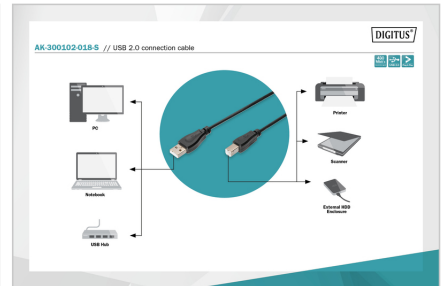 DIGITUS®
AK-300102-018-S // USB 2.0 connection cable
PC
Printer
Scanner
Notebook
External HDD
Enclosure
USB Hub